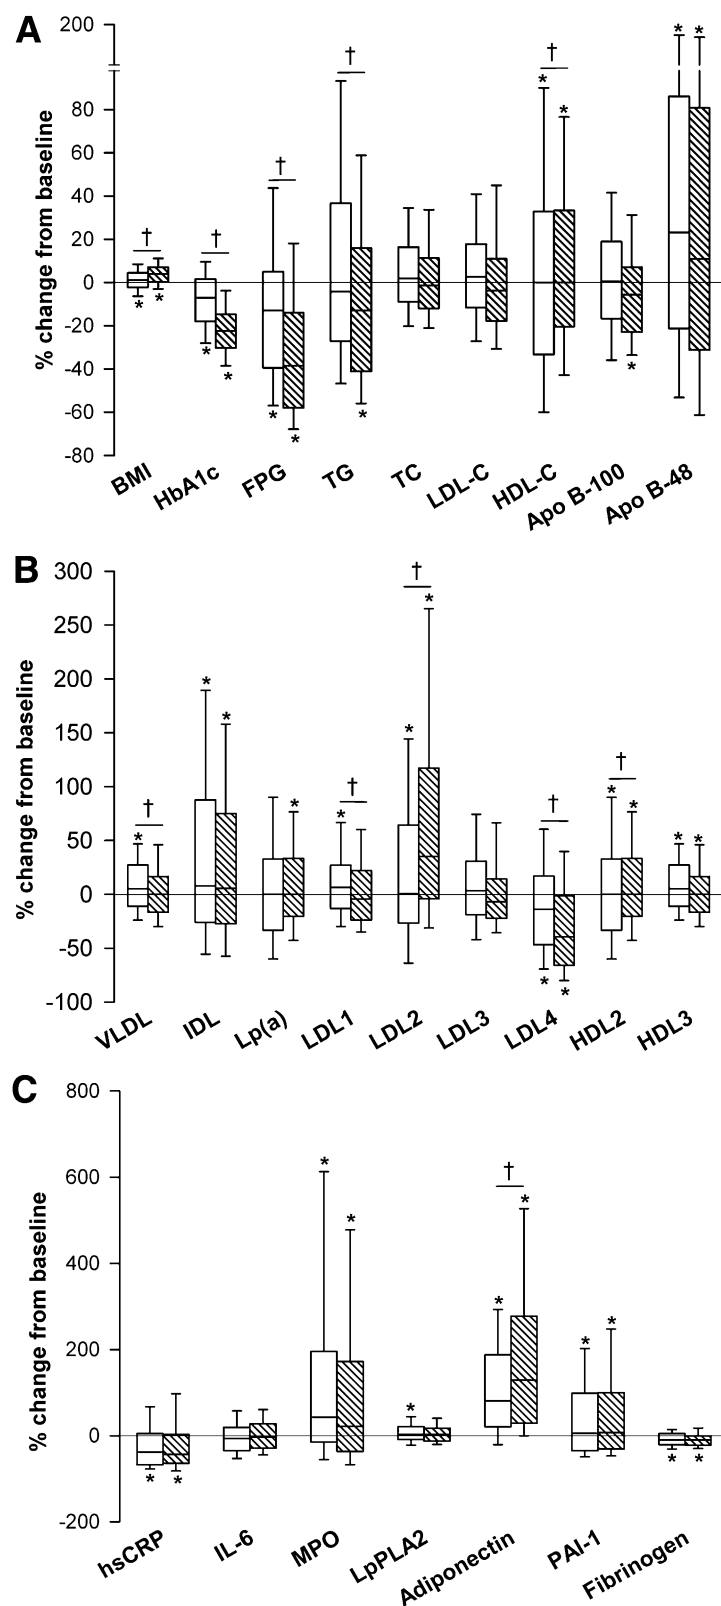 A
% change from baseline
200
80
60
40
20
0
-20
-40
-60
-80
† † † † †
* * * * * * * * * * * *
BMI HbA1c FPG TG TC LDL-C HDL-C Apo B-100 Apo B-48
B
% change from baseline
300
250
200
150
100
50
0
-50
-100
† † † † †
* * * * * * * * * * * * *
VLDL IDL Lp(a) LDL1 LDL2 LDL3 LDL4 HDL2 HDL3
C
% change from baseline
800
600
400
200
0
-200
†
* * * * * * * * * * *
hsCRP IL-6 MPO LpPLA2 Adiponectin PAI-1 Fibrinogen